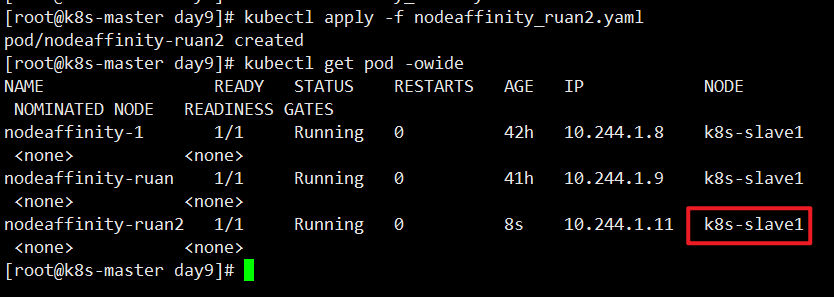 [root@k8s-master day9]# kubectl apply -f nodeaffinity_ruan2.yaml
pod/nodeaffinity-ruan2 created
[root@k8s-master day9]# kubectl get pod -owide
NAME READY STATUS RESTARTS AGE IP NODE
NOMINATED NODE READINESS GATES
nodeaffinity-1 1/1 Running 0 42h 10.244.1.8 k8s-slave1
<none> <none>
nodeaffinity-ruan 1/1 Running 0 41h 10.244.1.9 k8s-slave1
<none> <none>
nodeaffinity-ruan2 1/1 Running 0 8s 10.244.1.11 k8s-slave1
<none> <none>
[root@k8s-master day9]#